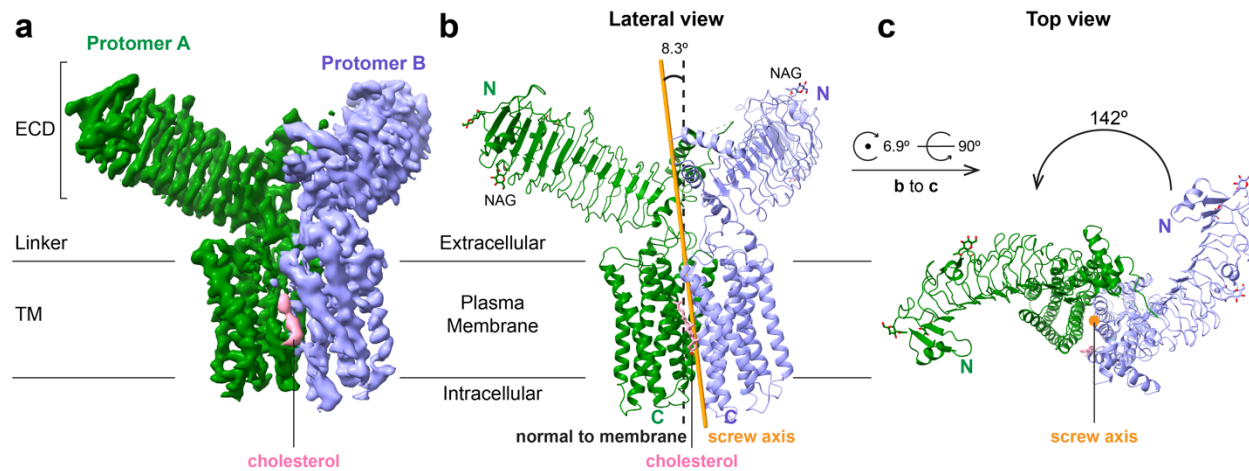 a
Protomer A
Protomer B
ECD
Linker
TM
cholesterol
b
Lateral view
8.3º
NAG
N
N
NAG
Extracellular
Plasma
Membrane
Intracellular
C
C
normal to membrane
screw axis
cholesterol
6.9º
90º
b to c
c
Top view
142º
N
N
screw axis